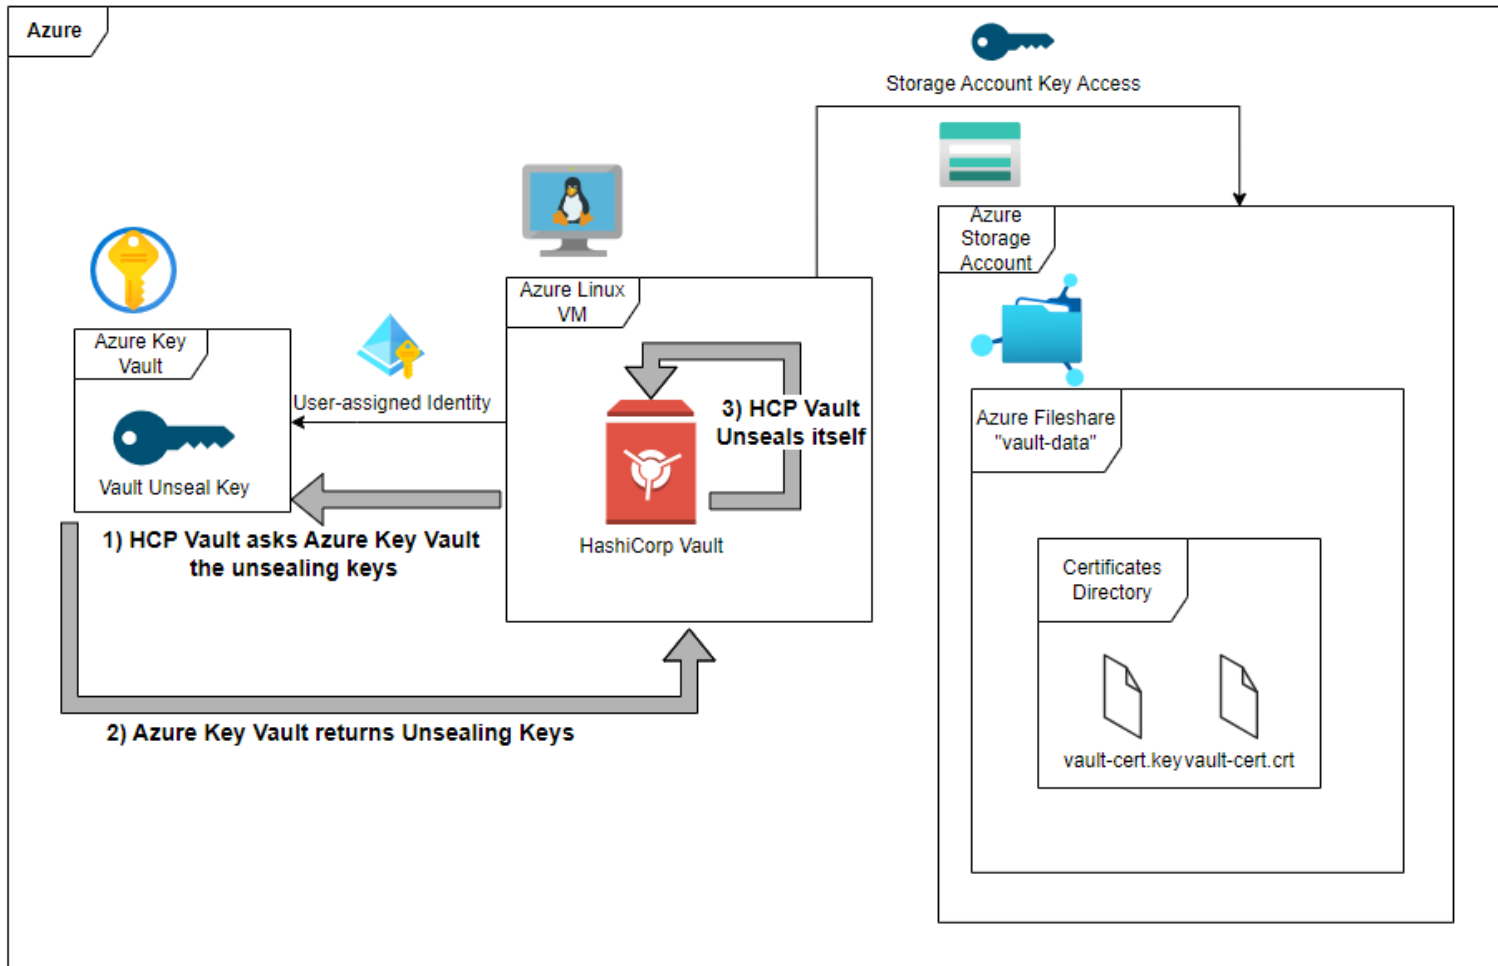 Azure
Storage Account Key Access
Azure
Storage
Account
Azure Linux
VM
Azure Key
Vault
User-assigned Identity
3) HCP Vault
Unseals itself
Azure Fileshare
"vault-data"
Vault Unseal Key
1) HCP Vault asks Azure Key Vault
the unsealing keys
HashiCorp Vault
Certificates
Directory
2) Azure Key Vault returns Unsealing Keys
vault-cert.key
vault-cert.crt